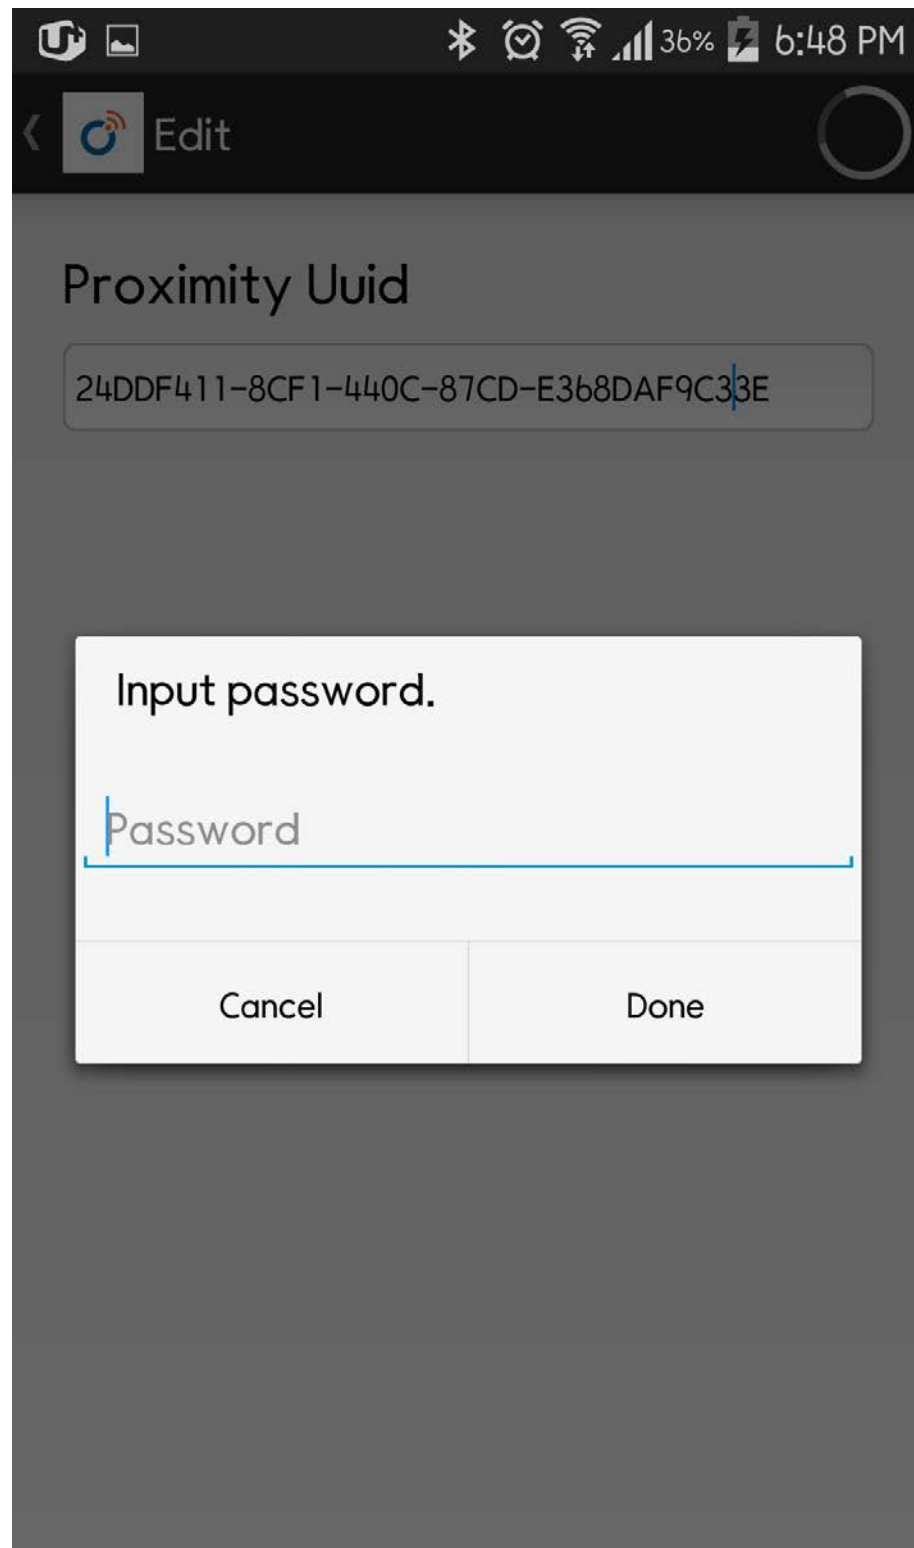 36% 6:48 PM
Edit
Proximity Uuid
24DDF411-8CF1-440C-87CD-E368DAF9C33E
Input password.
Password
Cancel
Done